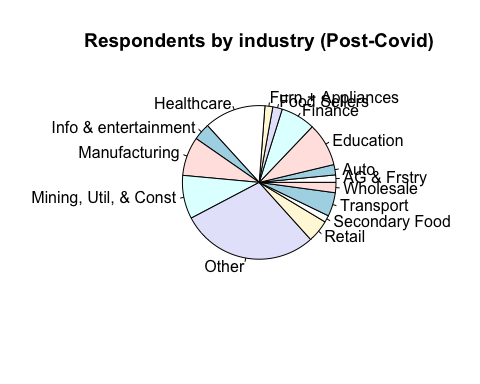 Respondents by industry (Post-Covid)
Furn + Appliances
Food Sellers
Finance
Healthcare
Info & entertainment
Education
Manufacturing
Auto
AG & Frstry
Wholesale
Mining, Util, & Const
Transport
Secondary Food
Retail
Other